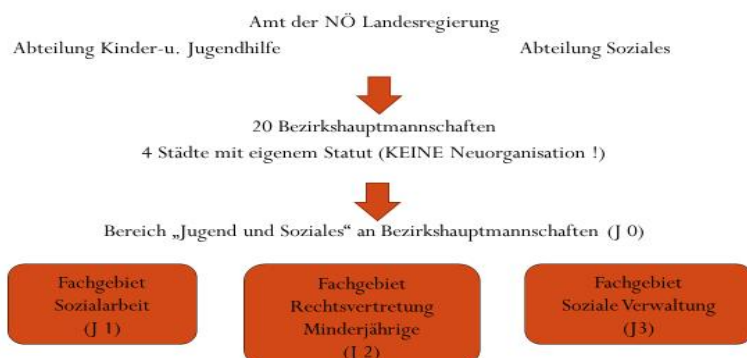 Amt der NÖ Landesregierung
Abteilung Kinder-u. Jugendhilfe Abteilung Soziales
20 Bezirkshauptmannschaften
4 Städte mit eigenem Statut (KEINE Neuorganisation !)
Bereich „Jugend und Soziales“ an Bezirkshauptmannschaften (J 0)
Fachgebiet
Sozialarbeit
(J 1)
Fachgebiet
Rechtsvertretung
Minderjährige
(J 2)
Fachgebiet
Soziale Verwaltung
(J3)